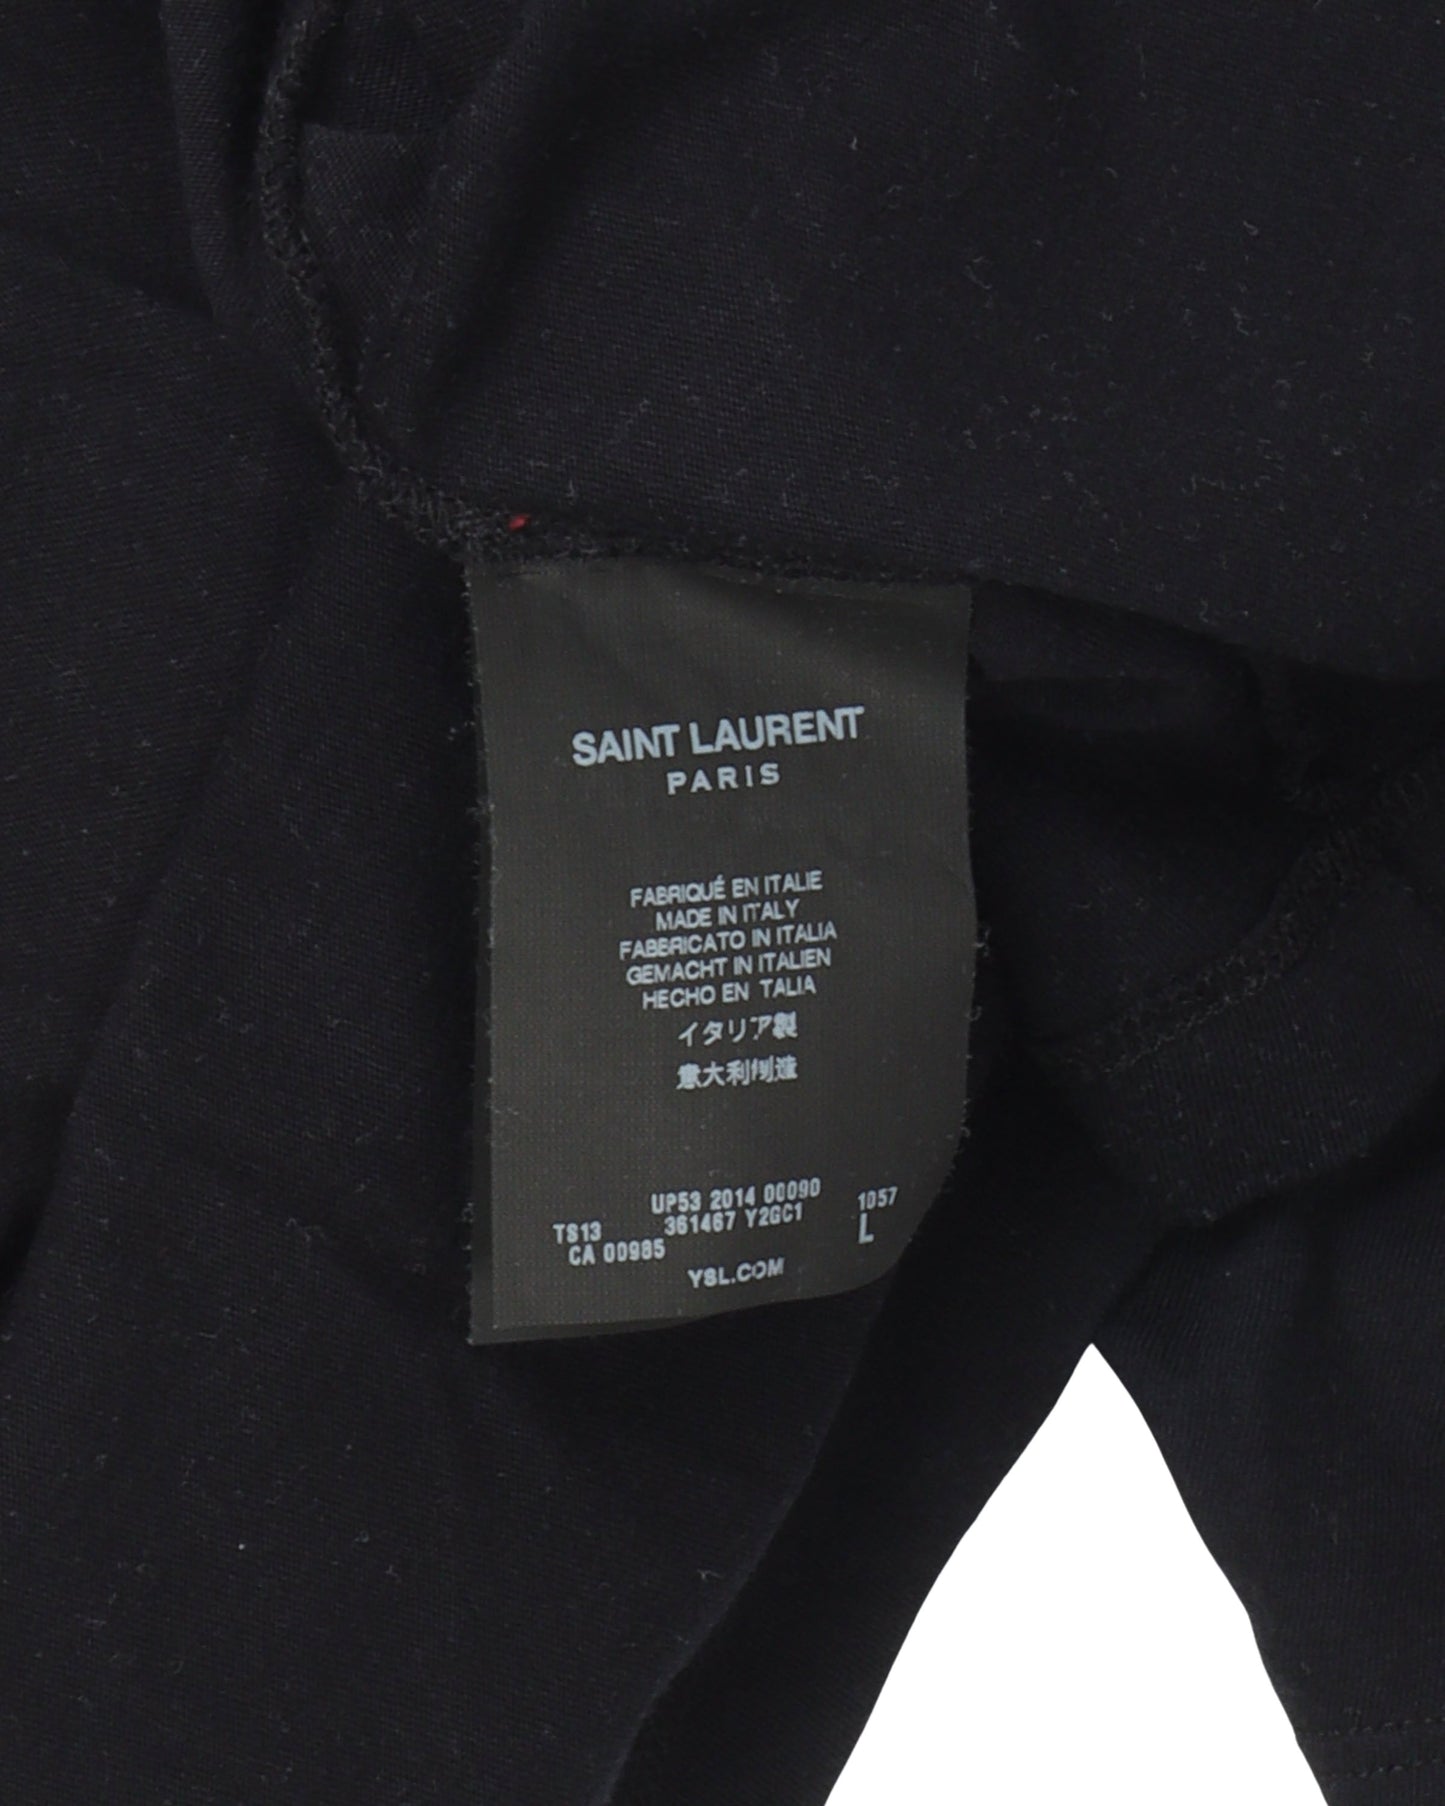 SAINT LAURENT
PARIS
FABRIQUÉ EN ITALIE
MADE IN ITALY
FABBRICATO IN ITALIA
GEMACHT IN ITALIEN
HECHO EN TALIA
イタリア製
意大利制造
UP53 2014 00090 1057
TS13 361467 Y2GC1 L
CA 00985
YSL.COM